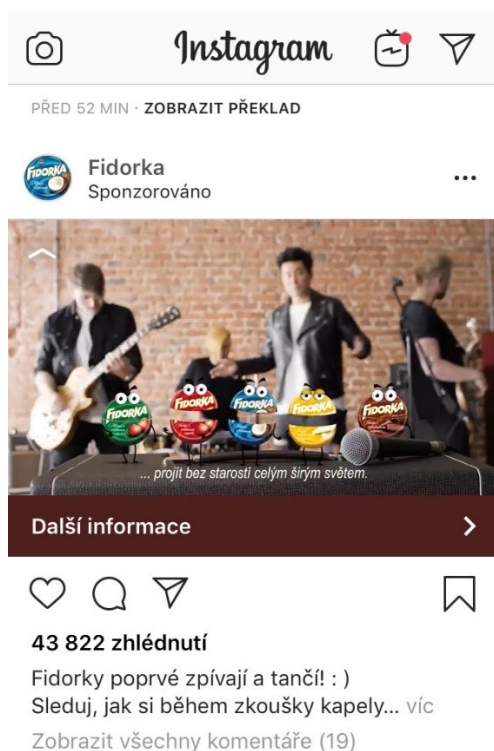 Instagram
PŘED 52 MIN · ZOBRAZIT PŘEKLAD
Fidorka
Sponzorováno
FIDORKA
FIDORKA FIDORKA FIDORKA FIDORKA FIDORKA
... projít bez starostí celým šírým světem.
Další informace
43 822 zhlédnutí
Fidorky poprvé zpívají a tančí! : )
Sleduj, jak si během zkoušky kapely... víc
Zobrazit všechny komentáře (19)